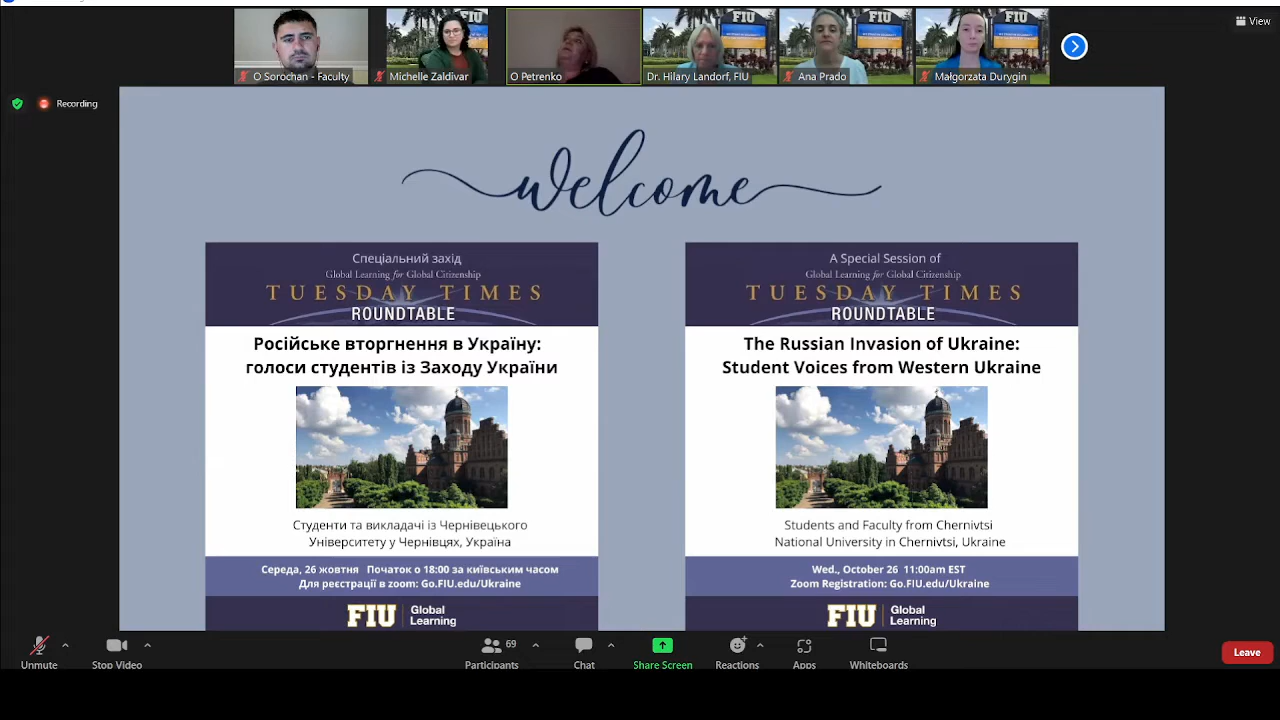 View
O Sorochan - Faculty
Michelle Zaldivar
O Petrenko
FIU
Dr. Hilary Landorf, FIU
FIU
Ana Prado
FIU
Małgorzata Durygin
Recording
welcome
Спеціальний захід
Global Learning for Global Citizenship
TUESDAY TIMES
ROUNDTABLE
Російське вторгнення в Україну:
голоси студентів із Заходу України
Студенти та викладачі із Чернівецького
Університету у Чернівцях, Україна
Середа, 26 жовтня Початок о 18:00 за київським часом
Для реєстрації в zoom: Go.FIU.edu/Ukraine
FIU Global
Learning
A Special Session of
Global Learning for Global Citizenship
TUESDAY TIMES
ROUNDTABLE
The Russian Invasion of Ukraine:
Student Voices from Western Ukraine
Students and Faculty from Chernivtsi
National University in Chernivtsi, Ukraine
Wed., October 26 11:00am EST
Zoom Registration: Go.FIU.edu/Ukraine
FIU Global
Learning
Unmute
Stop Video
69
Participants
Chat
Share Screen
Reactions
Apps
Whiteboards
Leave